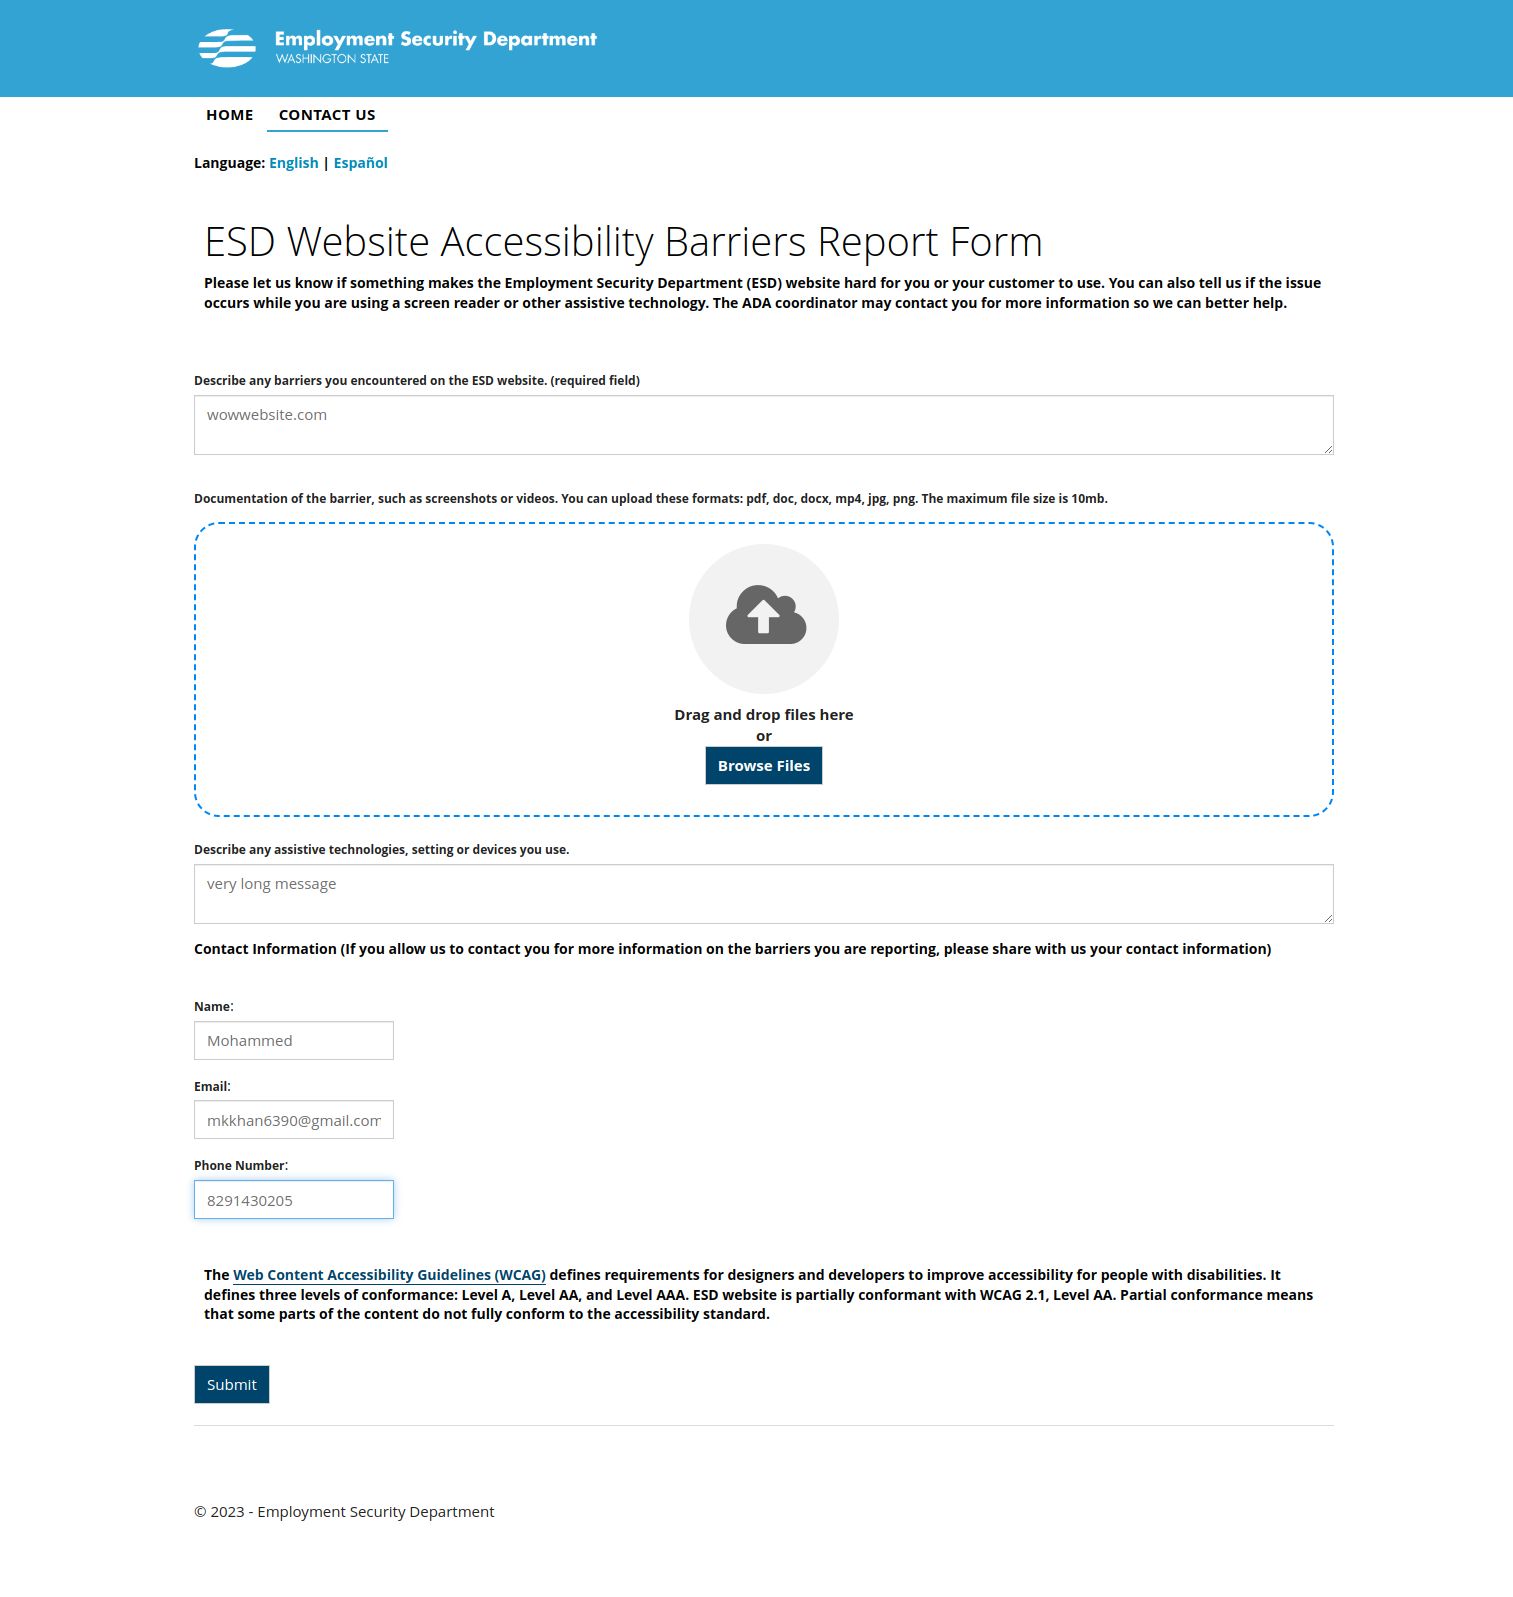 Employment Security Department
WASHINGTON STATE
HOME CONTACT US
Language: English | Español
ESD Website Accessibility Barriers Report Form
Please let us know if something makes the Employment Security Department (ESD) website hard for you or your customer to use. You can also tell us if the issue
occurs while you are using a screen reader or other assistive technology. The ADA coordinator may contact you for more information so we can better help.
Describe any barriers you encountered on the ESD website. (required field)
wowwebsite.com
Documentation of the barrier, such as screenshots or videos. You can upload these formats: pdf, doc, docx, mp4, jpg, png. The maximum file size is 10mb.
Drag and drop files here
or
Browse Files
Describe any assistive technologies, setting or devices you use.
very long message
Contact Information (If you allow us to contact you for more information on the barriers you are reporting, please share with us your contact information)
Name:
Mohammed
Email:
mkkhan6390@gmail.com
Phone Number:
8291430205
The Web Content Accessibility Guidelines (WCAG) defines requirements for designers and developers to improve accessibility for people with disabilities. It
defines three levels of conformance: Level A, Level AA, and Level AAA. ESD website is partially conformant with WCAG 2.1, Level AA. Partial conformance means
that some parts of the content do not fully conform to the accessibility standard.
Submit
© 2023 - Employment Security Department